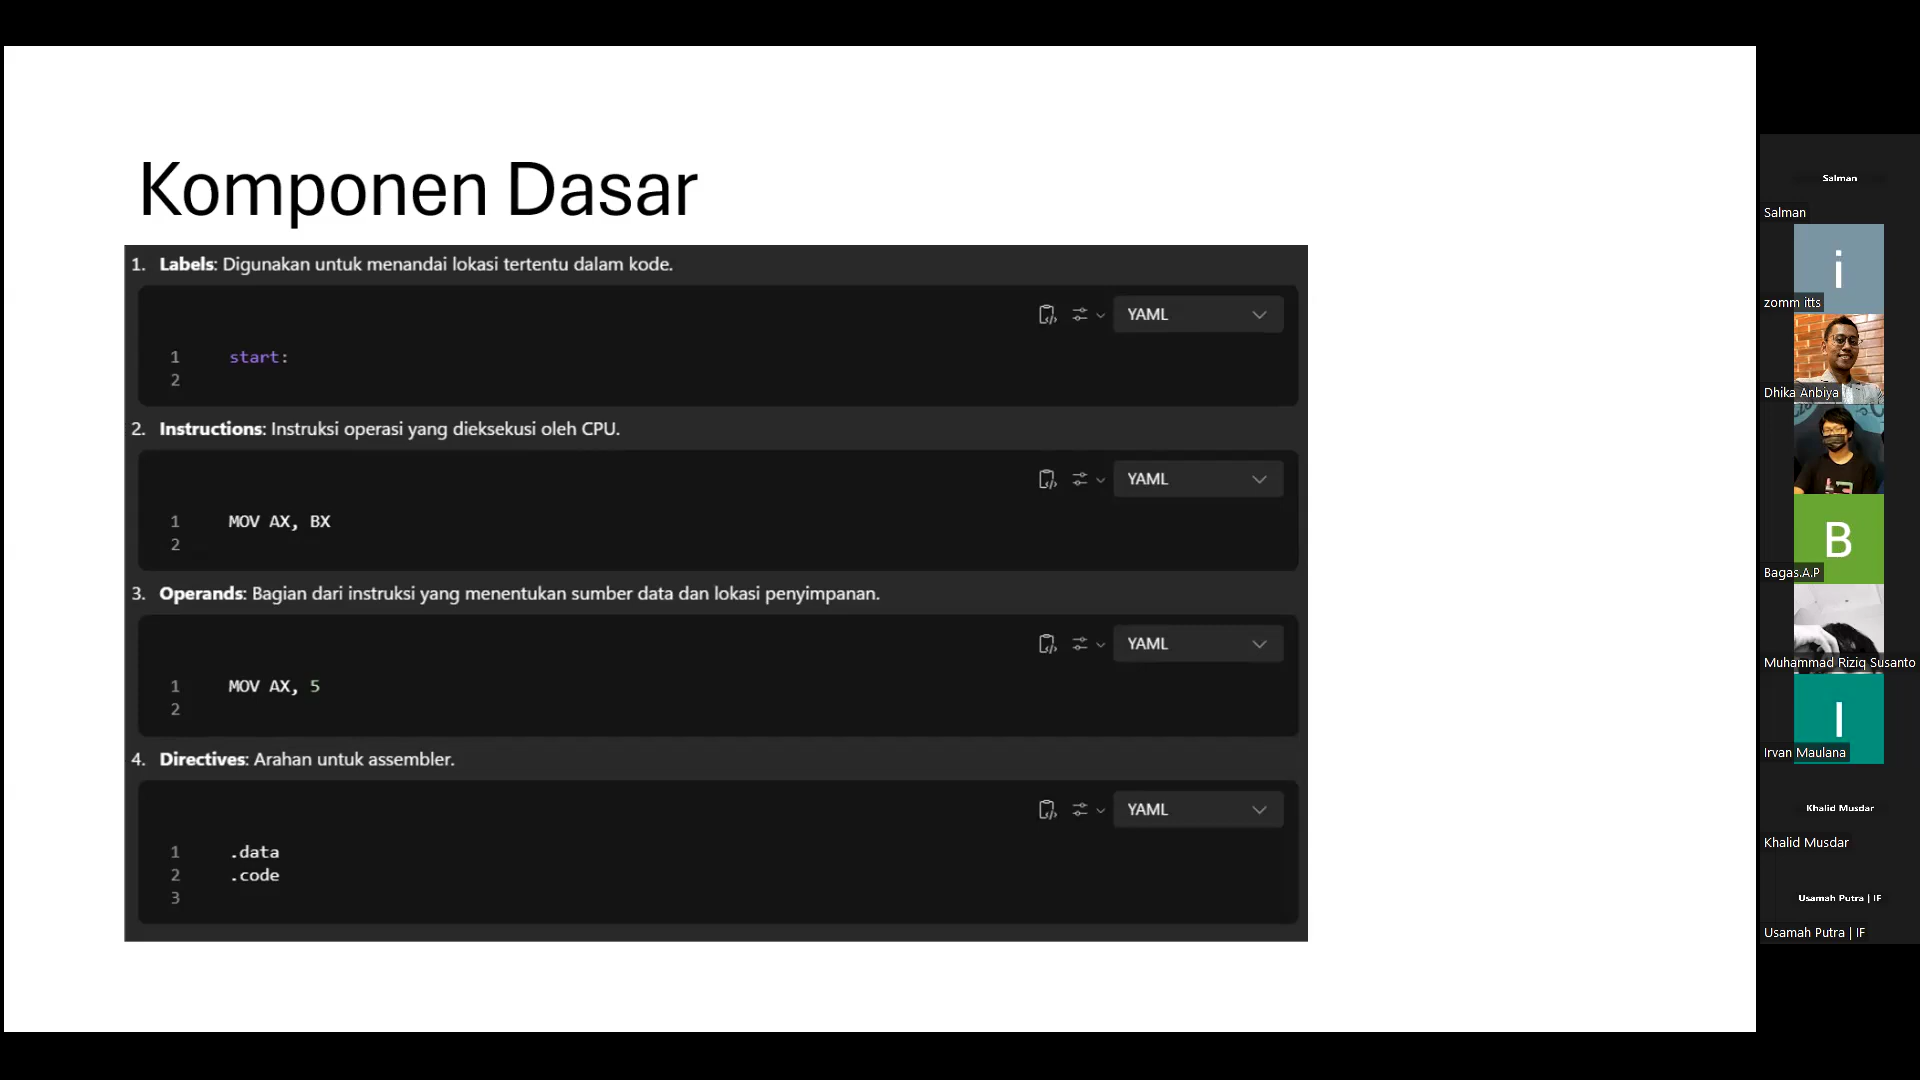 Komponen Dasar
1. Labels: Digunakan untuk menandai lokasi tertentu dalam kode.
YAML
1 start:
2
2. Instructions: Instruksi operasi yang dieksekusi oleh CPU.
YAML
1 MOV AX, BX
2
3. Operands: Bagian dari instruksi yang menentukan sumber data dan lokasi penyimpanan.
YAML
1 MOV AX, 5
2
4. Directives: Arahan untuk assembler.
YAML
1 .data
2 .code
3
Salman
Salman
i
zomm itts
Dhika Anbiya
B
Bagas.A.P
Muhammad Riziq Susanto
I
Irvan Maulana
Khalid Musdar
Khalid Musdar
Usamah Putra | IF
Usamah Putra | IF